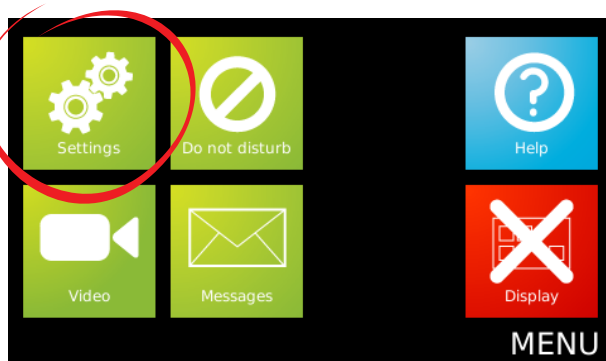 Settings
Do not disturb
Help
Video
Messages
Display
MENU